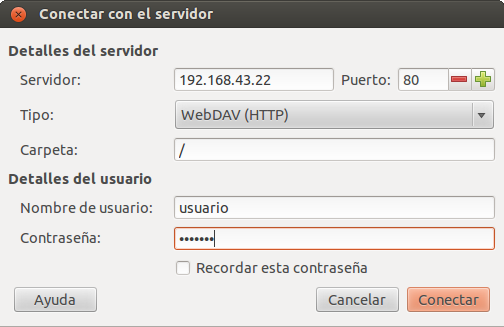 Conectar con el servidor
Detalles del servidor
Servidor: 192.168.43.22 Puerto: 80
Tipo: WebDAV (HTTP)
Carpeta: /
Detalles del usuario
Nombre de usuario: usuario
Contraseña: •••••••
Recordar esta contraseña
Ayuda Cancelar Conectar